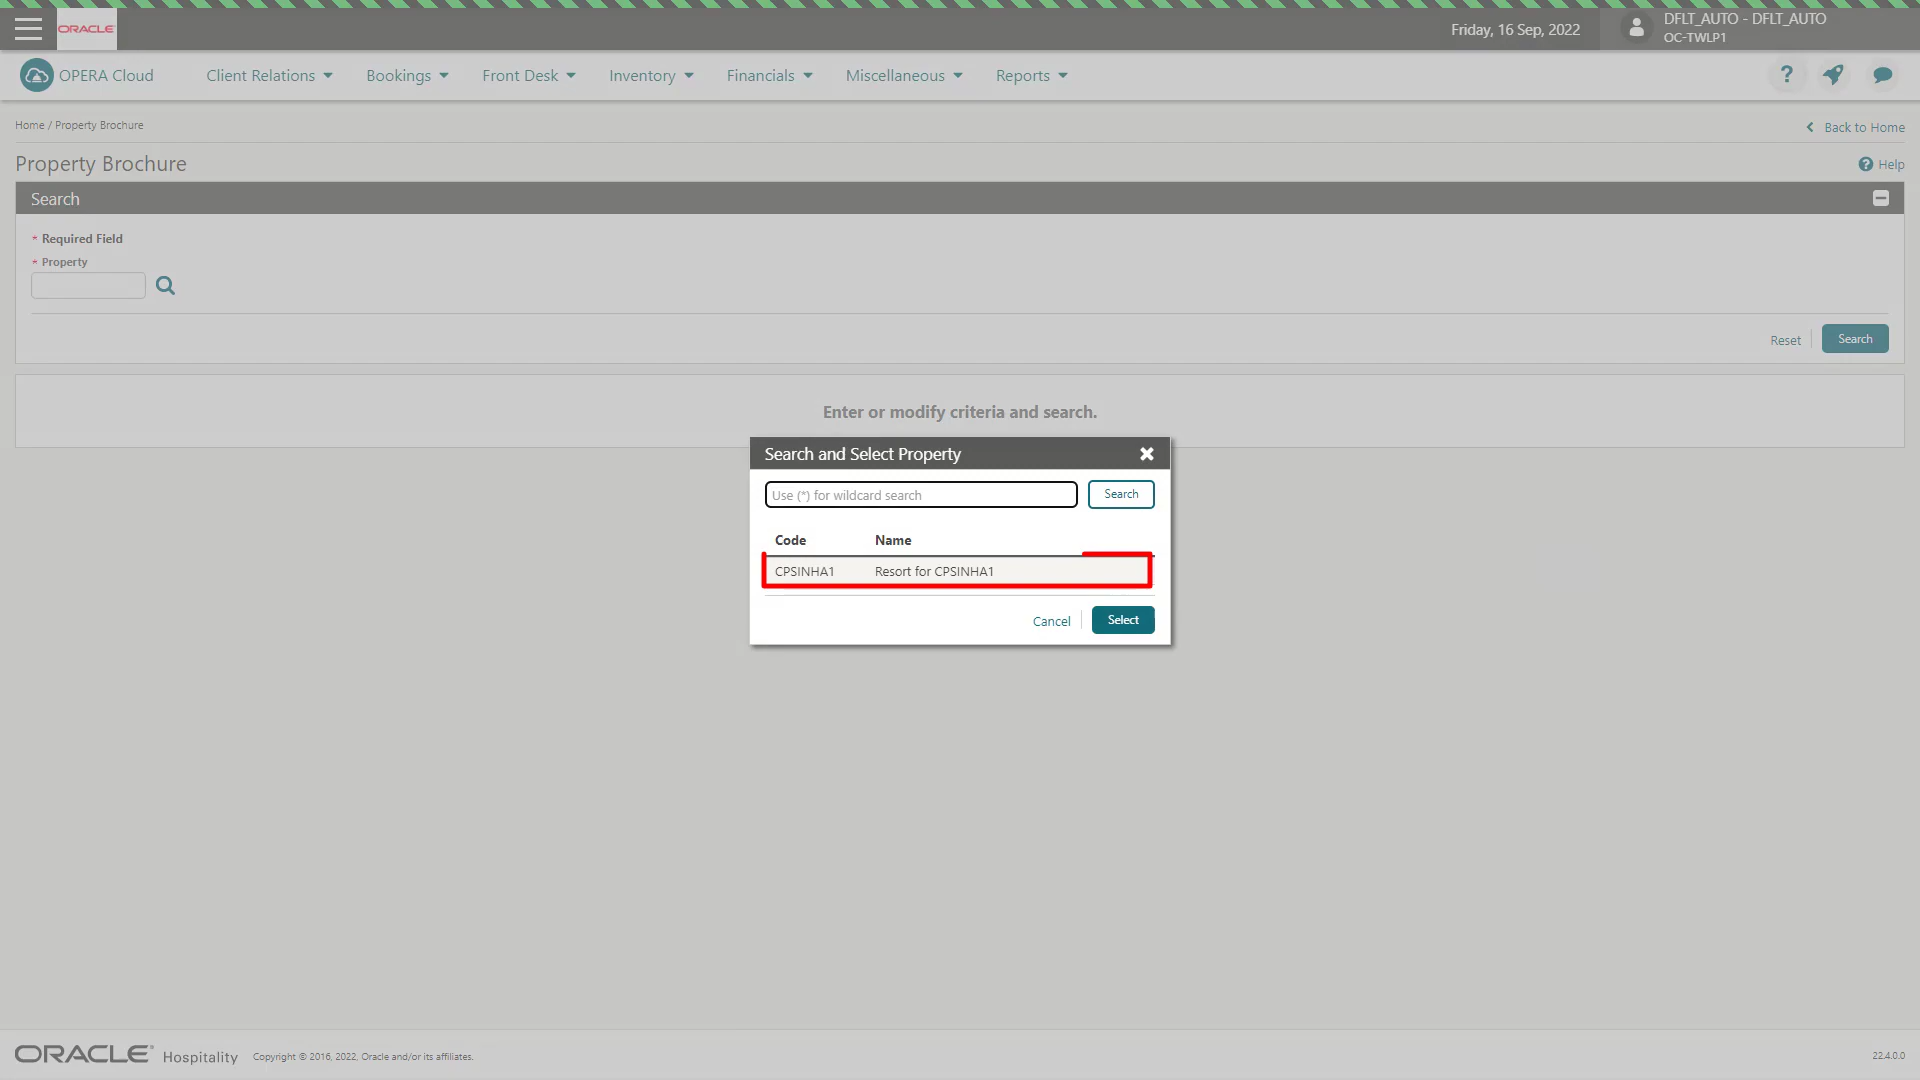 ORACLE
Friday, 16 Sep, 2022
DFLT_AUTO - DFLT_AUTO
OC-TWLP1
OPERA Cloud
Client Relations
Bookings
Front Desk
Inventory
Financials
Miscellaneous
Reports
?
Home / Property Brochure
Back to Home
Property Brochure
? Help
Search
* Required Field
* Property
Reset
Search
Enter or modify criteria and search.
Search and Select Property
Use (*) for wildcard search
Search
Code Name
CPSINHA1 Resort for CPSINHA1
Cancel
Select
ORACLE Hospitality Copyright © 2016, 2022, Oracle and/or its affiliates.
22.4.0.0